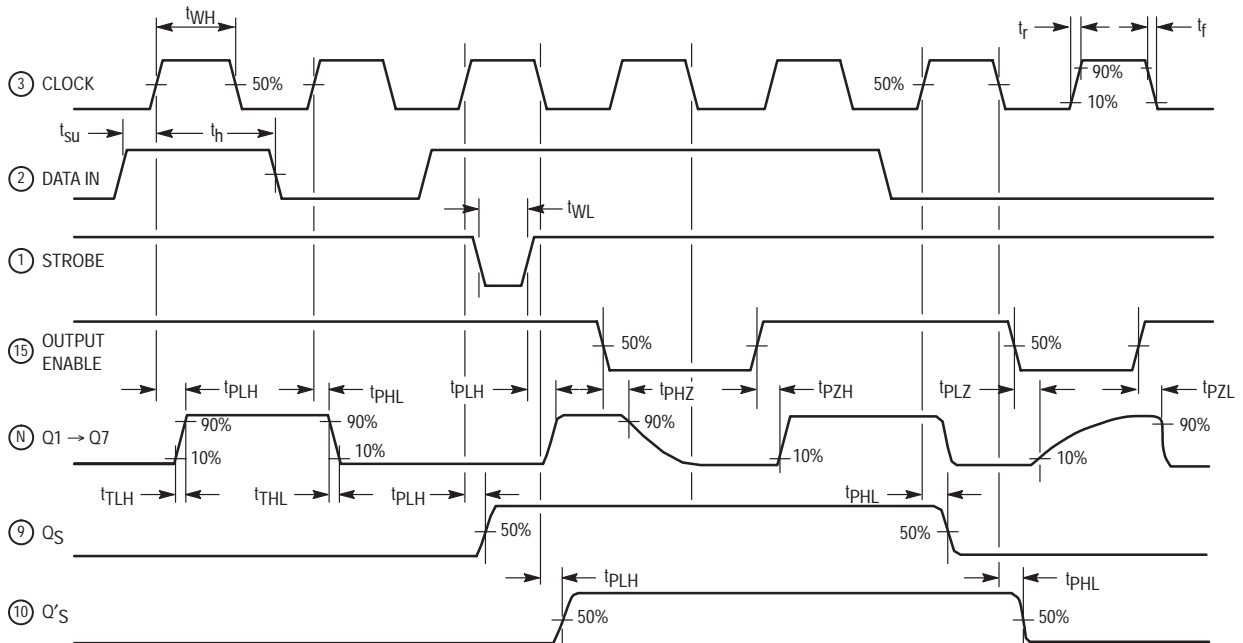 tWH
tr
tf
3 CLOCK
50%
50%
90%
10%
tsu
th
2 DATA IN
tWL
1 STROBE
15 OUTPUT
ENABLE
50%
50%
tPLH
tPHL
tPLH
tPHZ
tPZH
tPLZ
tPZL
N Q1 → Q7
90%
90%
90%
90%
10%
10%
10%
10%
tTLH
tTHL
tPLH
tPHL
9 QS
50%
50%
tPLH
tPHL
10 Q′S
50%
50%